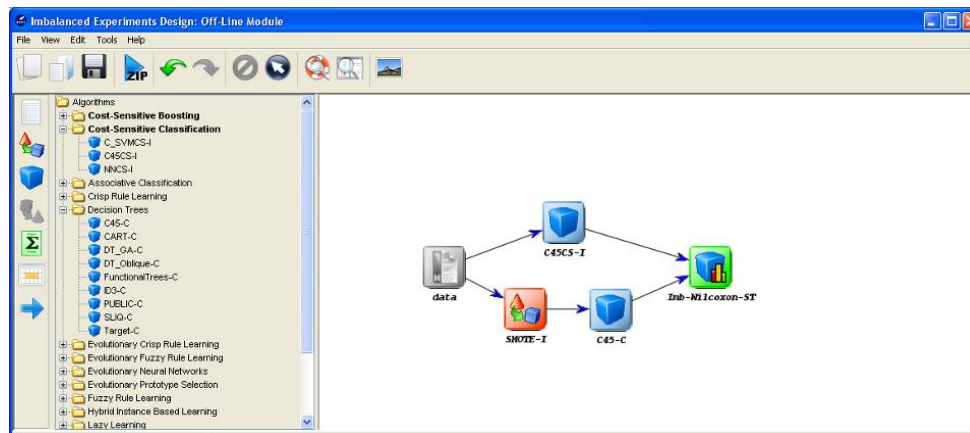 Imbalanced Experiments Design: Off-Line Module
File View Edit Tools Help
ZIP
Algorithms
Cost-Sensitive Boosting
Cost-Sensitive Classification
C_SVMCS-I
C45CS-I
NNCS-I
Associative Classification
Crisp Rule Learning
Decision Trees
C45-C
CART-C
DT_GA-C
DT_Oblique-C
FunctionalTrees-C
ID3-C
PUBLIC-C
SLIQ-C
Target-C
Evolutionary Crisp Rule Learning
Evolutionary Fuzzy Rule Learning
Evolutionary Neural Networks
Evolutionary Prototype Selection
Fuzzy Rule Learning
Hybrid Instance Based Learning
Lazy Learning
Σ
C45CS-I
data
Imb-Wilcoxon-ST
SMOTE-I
C45-C